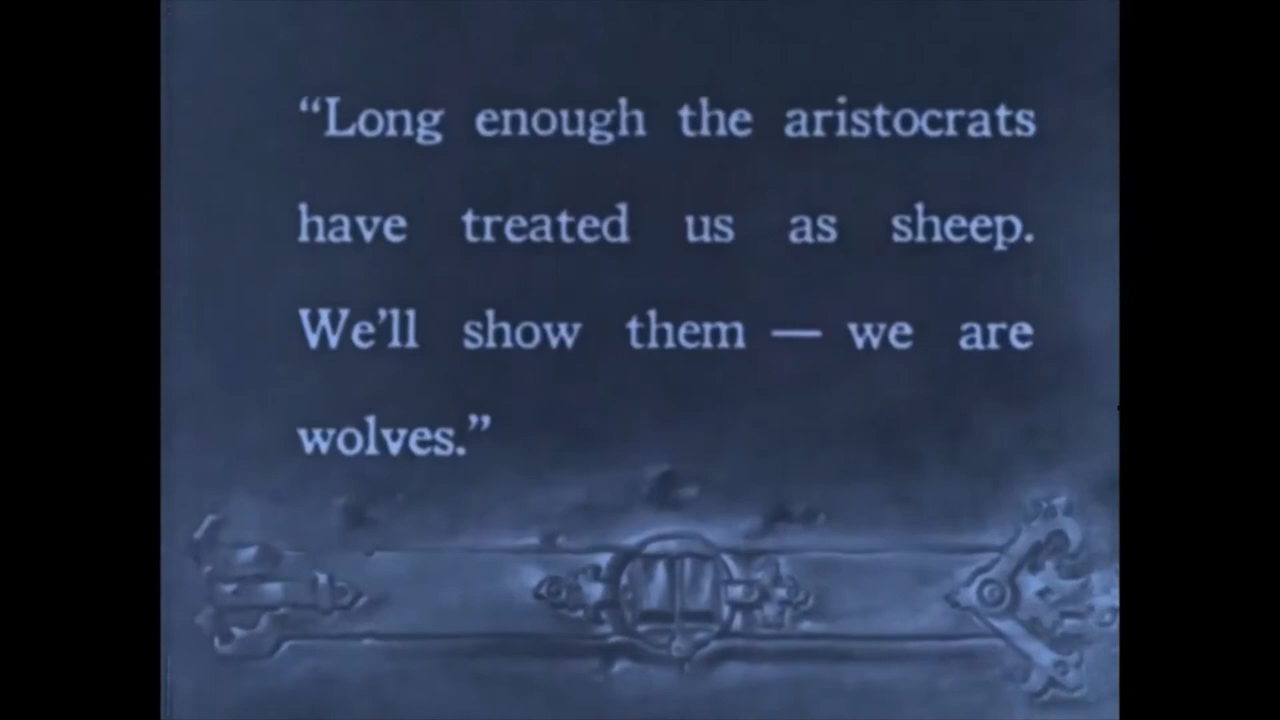 “Long enough the aristocrats
have treated us as sheep.
We’ll show them — we are
wolves.”